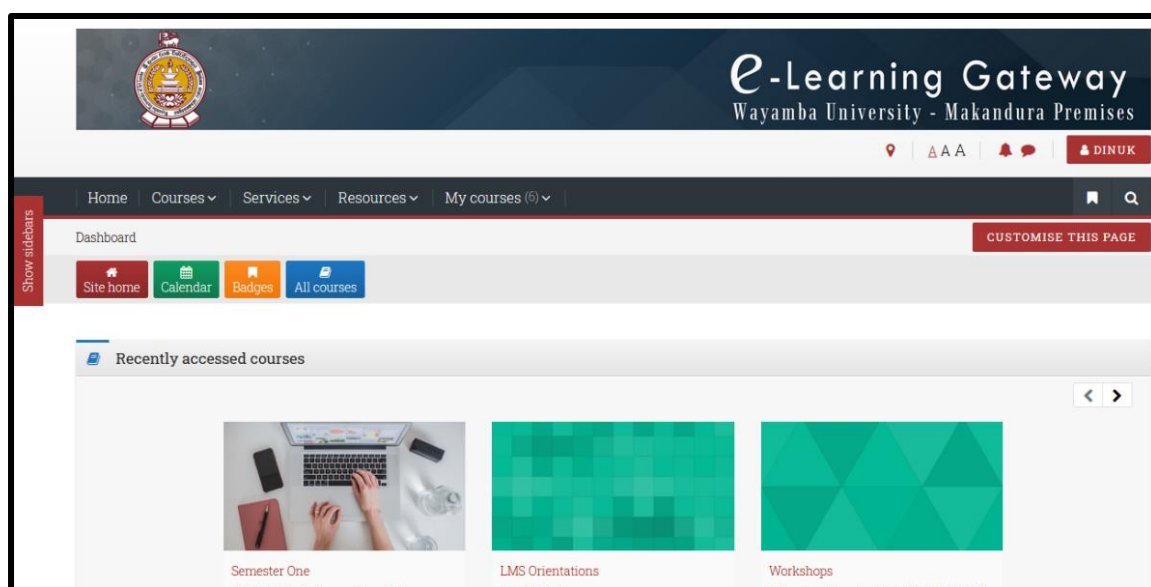 e-Learning Gateway
Wayamba University - Makandura Premises
A A A
DINUK
Home Courses Services Resources My courses (6)
Show sidebars
Dashboard
CUSTOMISE THIS PAGE
Site home Calendar Badges All courses
Recently accessed courses
Semester One LMS Orientations Workshops